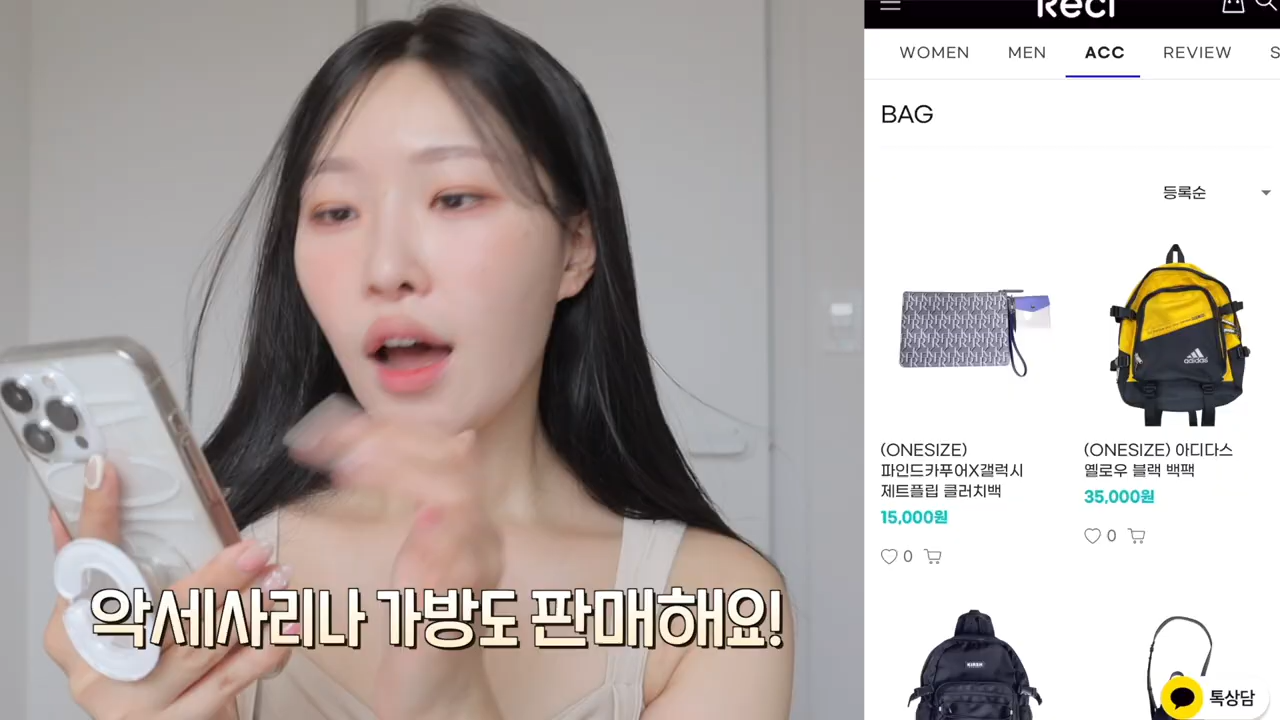 Reci
WOMEN MEN ACC REVIEW S
BAG
등록순
adidas
(ONESIZE)
파인드카푸어X갤럭시
제트플립 클러치백
15,000원
0
(ONESIZE) 아디다스
옐로우 블랙 백팩
35,000원
0
KIRSH
톡상담
악세사리나 가방도 판매해요!